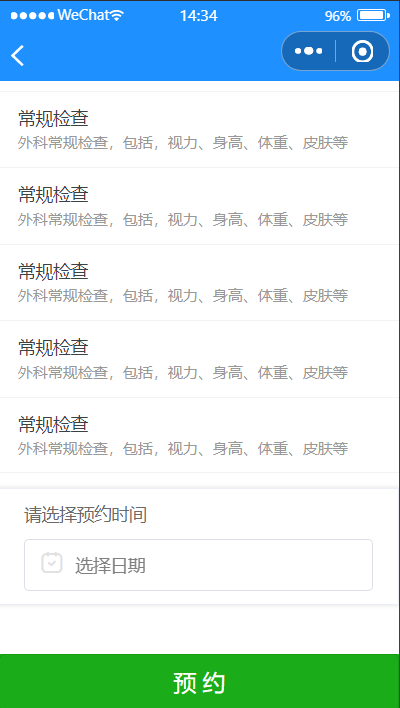 WeChat 14:34 96%
常规检查
外科常规检查，包括，视力、身高、体重、皮肤等
常规检查
外科常规检查，包括，视力、身高、体重、皮肤等
常规检查
外科常规检查，包括，视力、身高、体重、皮肤等
常规检查
外科常规检查，包括，视力、身高、体重、皮肤等
常规检查
外科常规检查，包括，视力、身高、体重、皮肤等
请选择预约时间
选择日期
预约